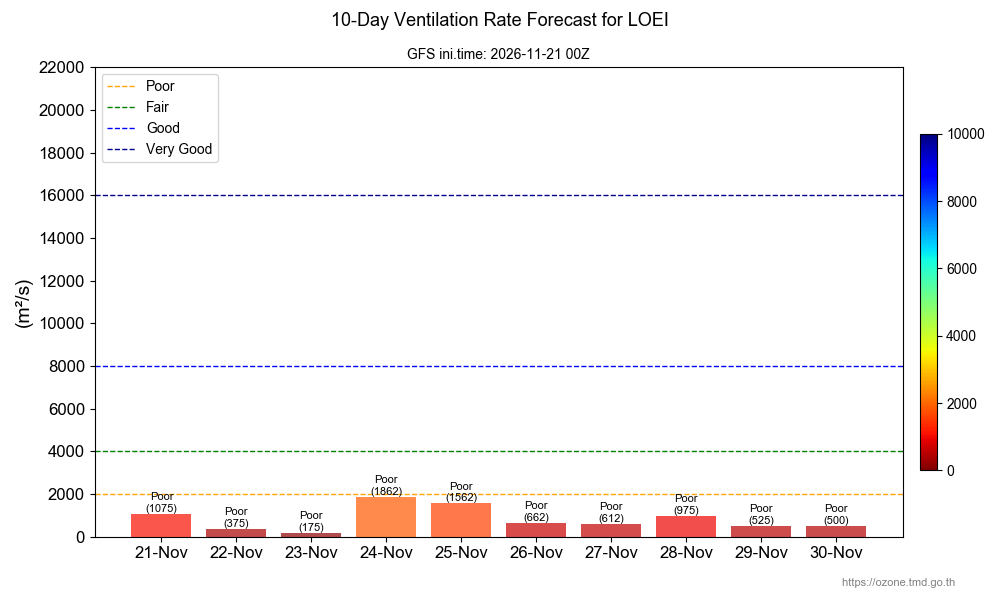 10-Day Ventilation Rate Forecast for LOEI
GFS ini.time: 2026-11-21 00Z
22000
20000
18000
16000
14000
12000
10000
8000
6000
4000
2000
0
(m²/s)
Poor
Fair
Good
Very Good
Poor
(1075)
Poor
(375)
Poor
(175)
Poor
(1862)
Poor
(1562)
Poor
(662)
Poor
(612)
Poor
(975)
Poor
(525)
Poor
(500)
21-Nov 22-Nov 23-Nov 24-Nov 25-Nov 26-Nov 27-Nov 28-Nov 29-Nov 30-Nov
10000
8000
6000
4000
2000
0
https://ozone.tmd.go.th